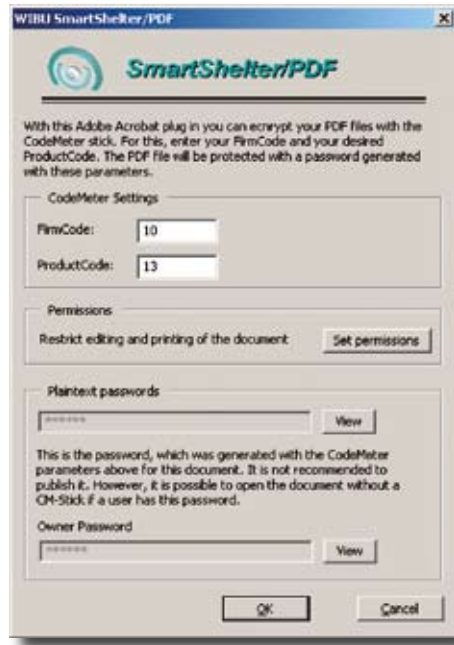 WIBU SmartShelter/PDF
SmartShelter/PDF
With this Adobe Acrobat plug in you can ecnrypt your PDF files with the
CodeMeter stick. For this, enter your FirmCode and your desired
ProductCode. The PDF file will be protected with a password generated
with these parameters.
CodeMeter Settings
FirmCode: 10
ProductCode: 13
Permissions
Restrict editing and printing of the document Set permissions
Plaintext passwords
****** View
This is the password, which was generated with the CodeMeter
parameters above for this document. It is not recommended to
publish it. However, it is possible to open the document without a
CM-Stick if a user has this password.
Owner Password
****** View
OK Cancel